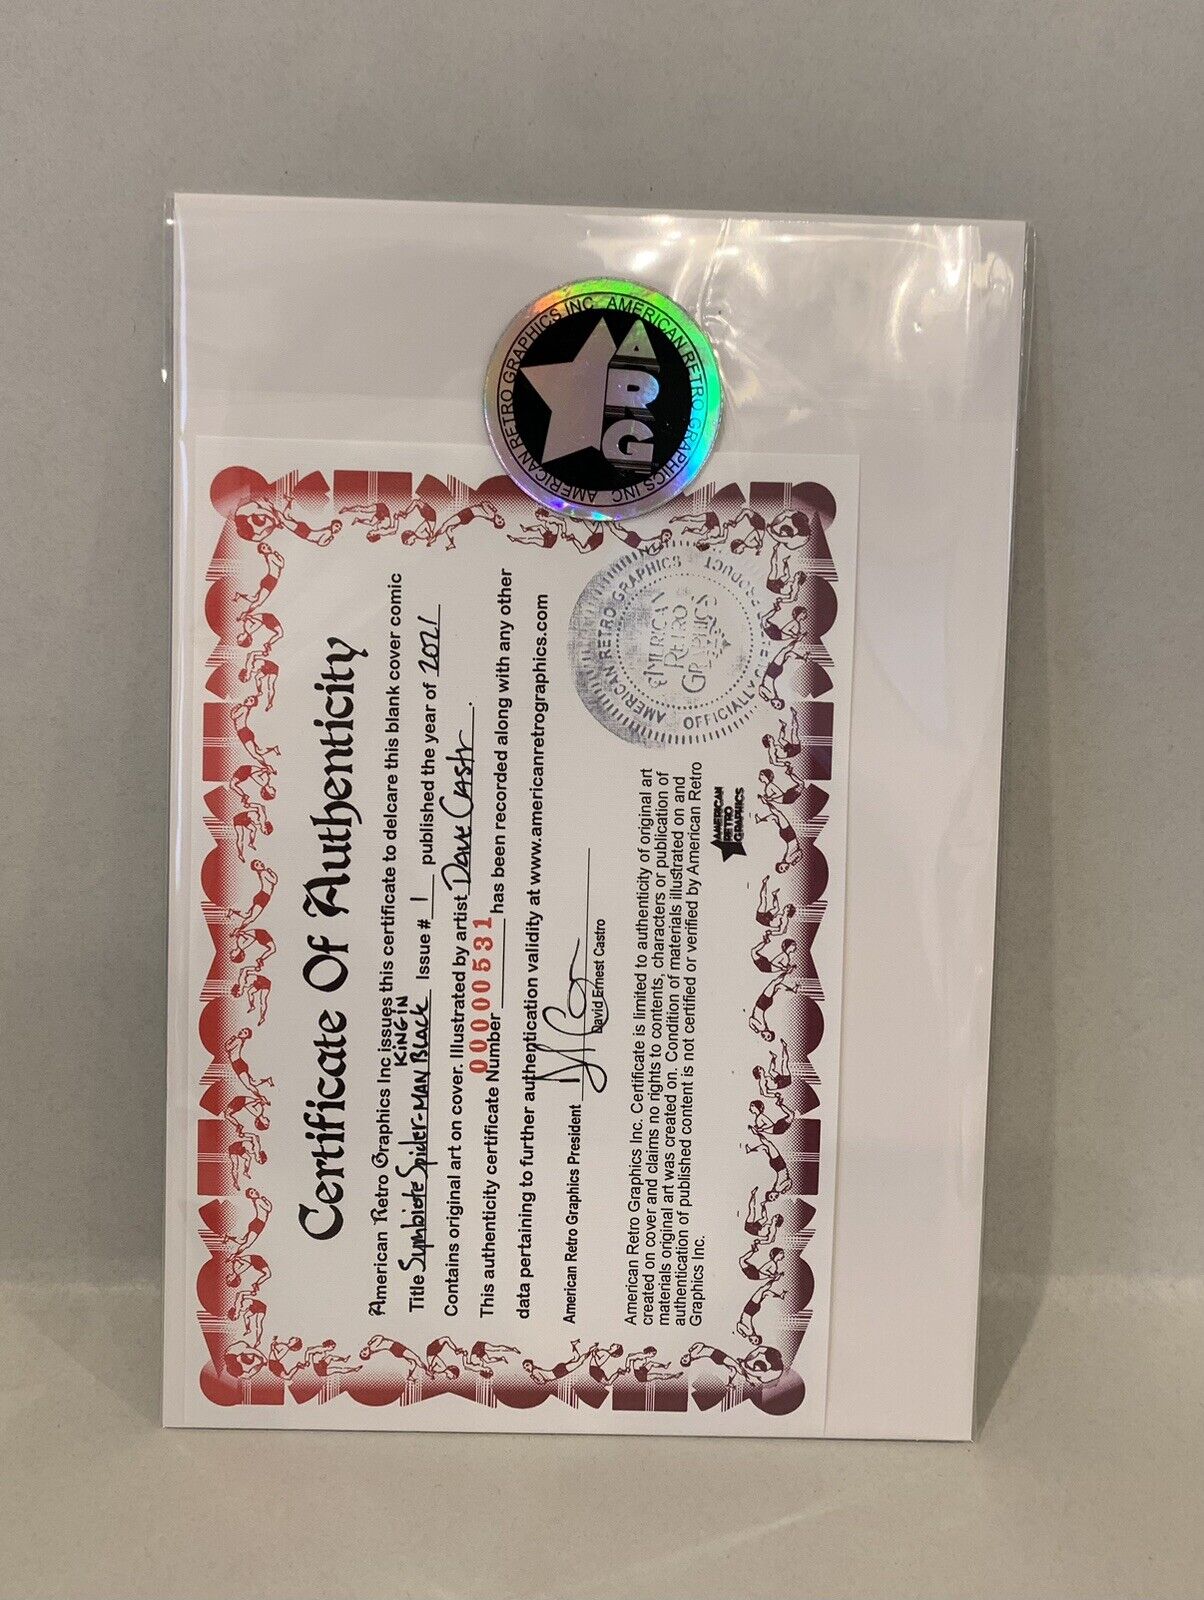 AMERICAN RETRO GRAPHICS INC
AMERICAN RETRO GRAPHICS INC
ARG
Certificate Of Authenticity
American Retro Graphics Inc issues this certificate to delcare this blank cover comic
KING IN
Title Symbiote Spider-MAN BLACK Issue # 1 published the year of 2021
Contains original art on cover. Illustrated by artist Dave Castr.
00000531
This authenticity certificate Number has been recorded along with any other
data pertaining to further authentication validity at www.americanretrographics.com
American Retro Graphics President
David Ernest Castro
American Retro Graphics Inc. Certificate is limited to authenticity of original art
created on cover and claims no rights to contents, characters or publication of
materials original art was created on. Condition of materials illustrated on and
authentication of published content is not certified or verified by American Retro
Graphics Inc.
AMERICAN
RETRO
GRAPHICS
AMERICAN RETRO GRAPHICS
OFFICIALLY PRODUCT
AMERICAN
RETRO
GRAPHICS